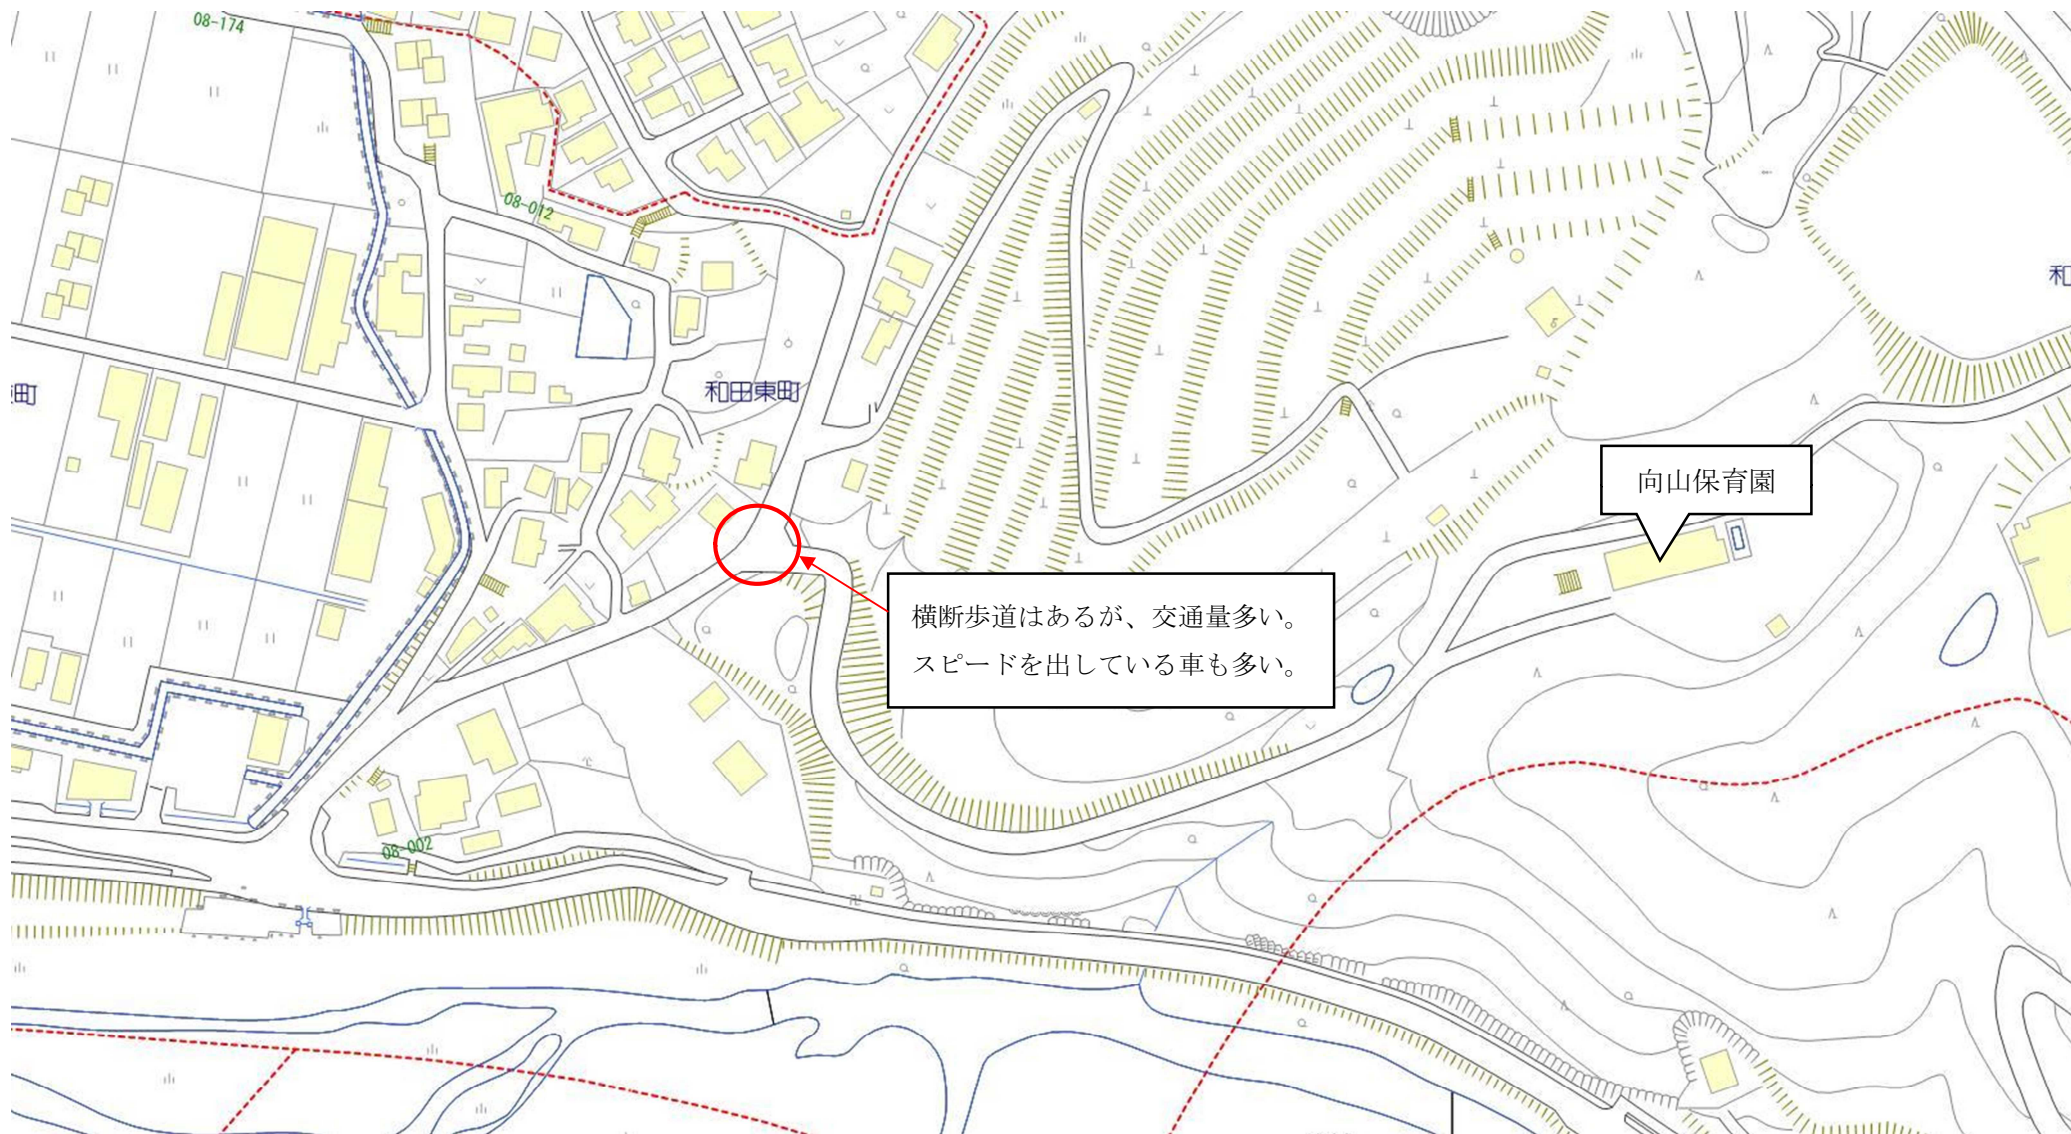 08-174
08-012
和
町
和田東町
向山保育園
横断歩道はあるが、交通量多い。
スピードを出している車も多い。
08-002